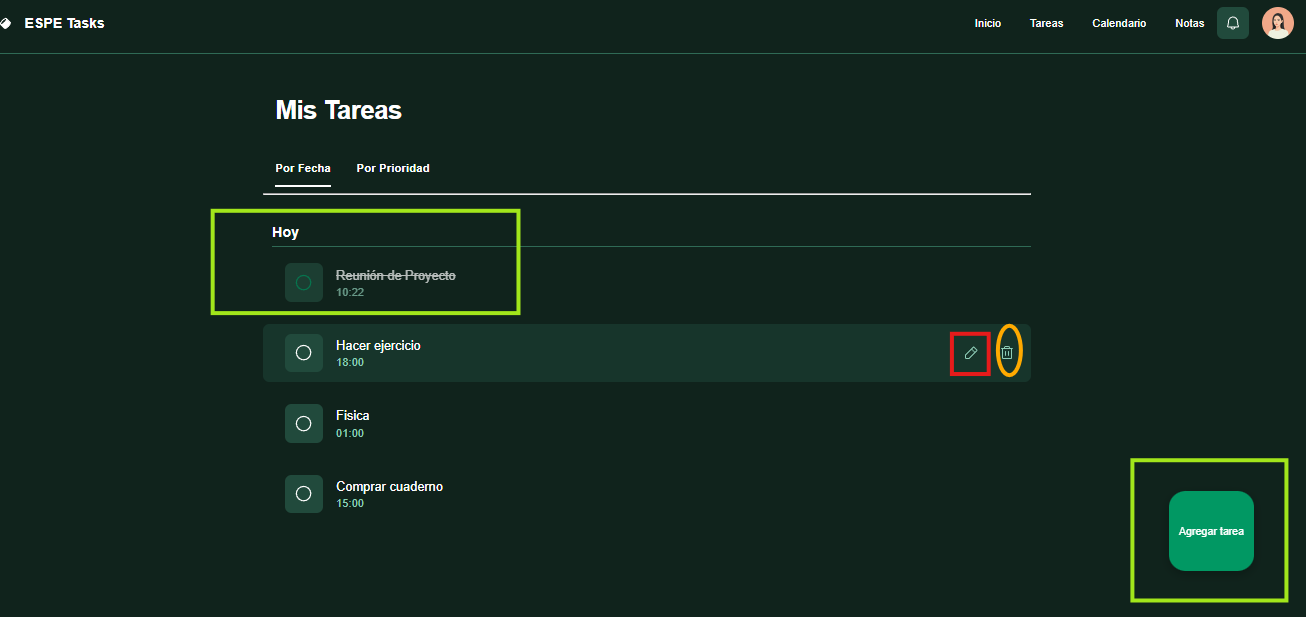 ESPE Tasks
Inicio Tareas Calendario Notas
Mis Tareas
Por Fecha Por Prioridad
Hoy
Reunión de Proyecto
10:22
Hacer ejercicio
18:00
Fisica
01:00
Comprar cuaderno
15:00
Agregar tarea